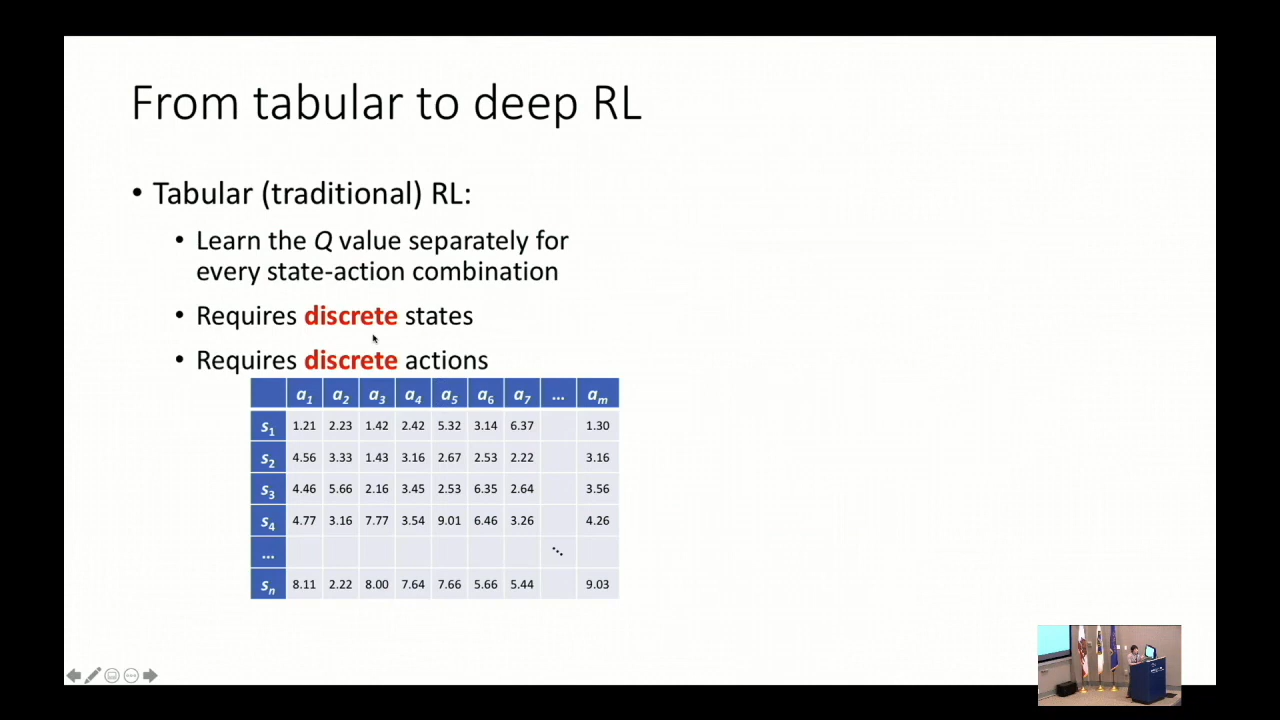 From tabular to deep RL
• Tabular (traditional) RL:
• Learn the Q value separately for
every state-action combination
• Requires discrete states
• Requires discrete actions
a1 a2 a3 a4 a5 a6 a7 ... am
s1 1.21 2.23 1.42 2.42 5.32 3.14 6.37 1.30
s2 4.56 3.33 1.43 3.16 2.67 2.53 2.22 3.16
s3 4.46 5.66 2.16 3.45 2.53 6.35 2.64 3.56
s4 4.77 3.16 7.77 3.54 9.01 6.46 3.26 4.26
... ⋱
sn 8.11 2.22 8.00 7.64 7.66 5.66 5.44 9.03